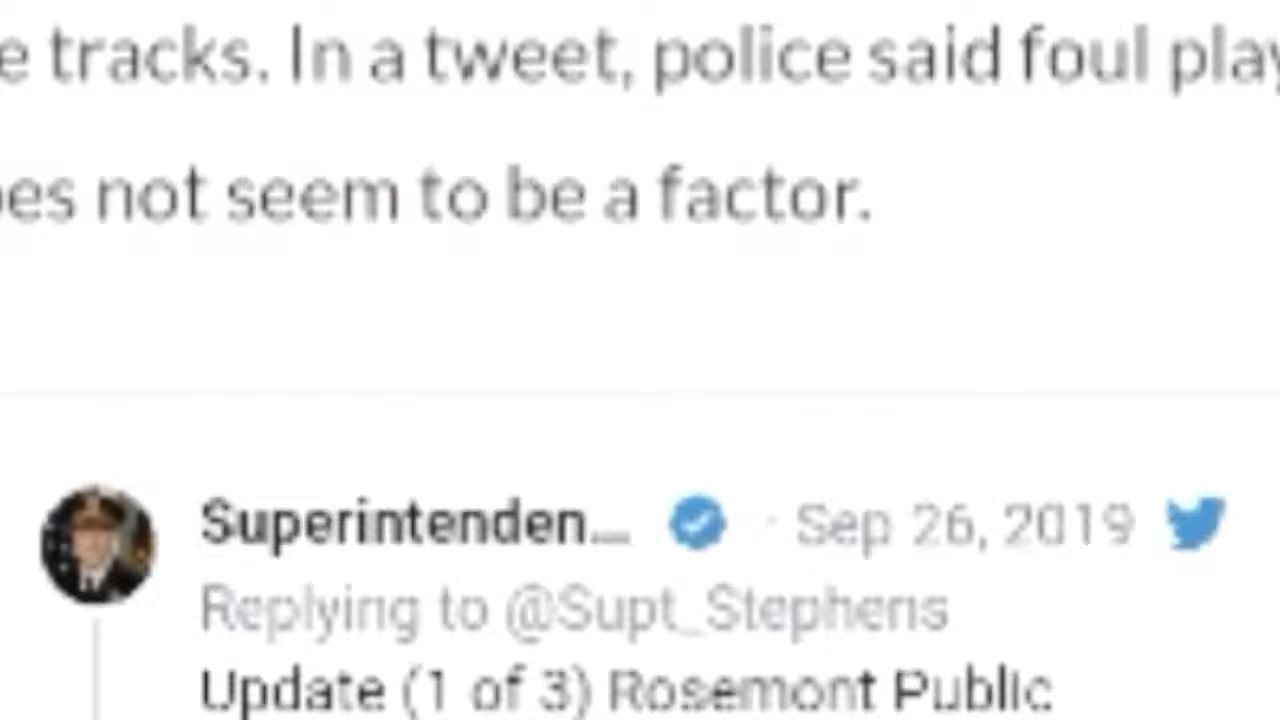 e tracks. In a tweet, police said foul play
oes not seem to be a factor.
Superintenden... · Sep 26, 2019
Replying to @Supt_Stephens
Update (1 of 3) Rosemont Public